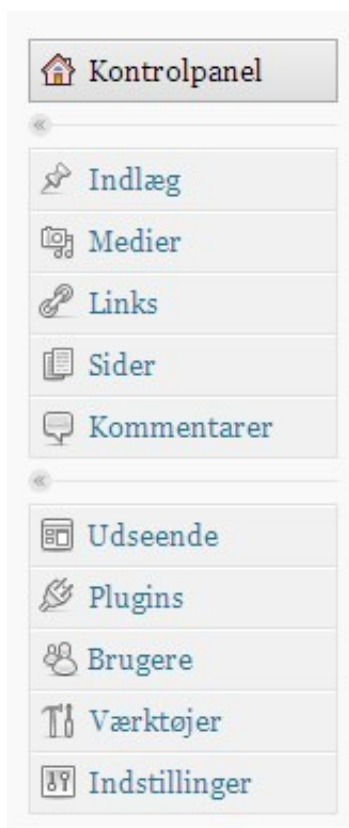 Kontrolpanel
Indlæg
Medier
Links
Sider
Kommentarer
Udseende
Plugins
Brugere
Værktøjer
Indstillinger